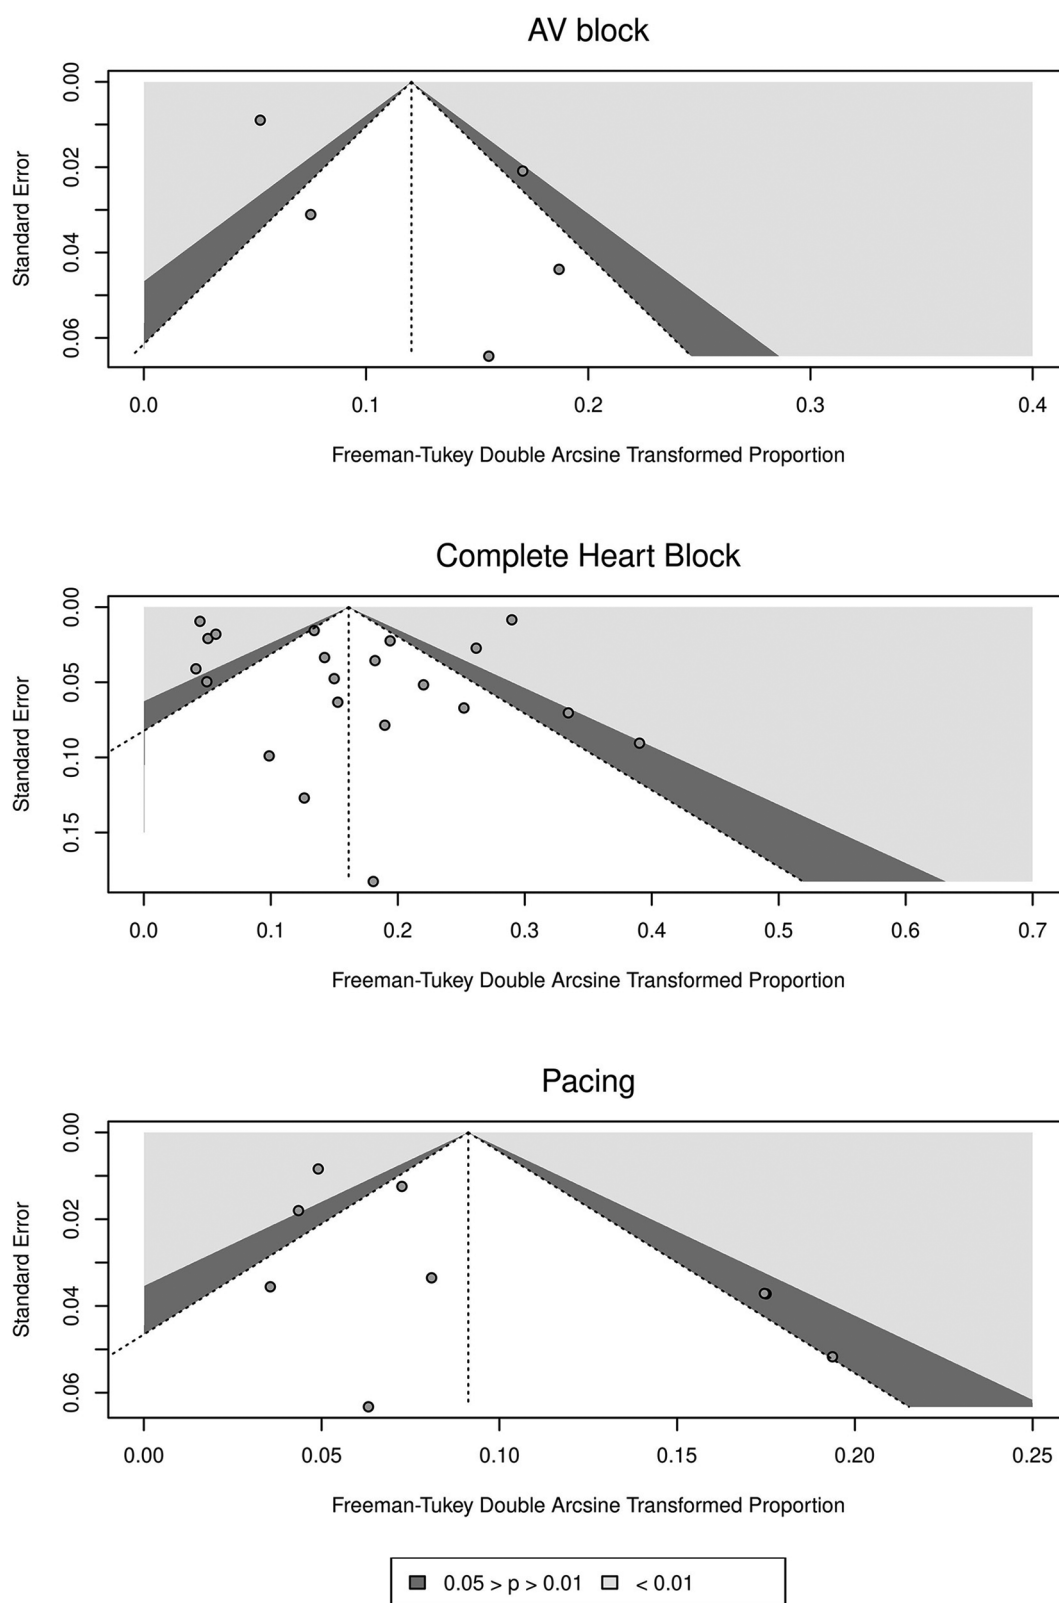 AV block
0.00
0.02
0.04
0.06
Standard Error
0.0 0.1 0.2 0.3 0.4
Freeman-Tukey Double Arcsine Transformed Proportion
Complete Heart Block
0.00
0.05
0.10
0.15
Standard Error
0.0 0.1 0.2 0.3 0.4 0.5 0.6 0.7
Freeman-Tukey Double Arcsine Transformed Proportion
Pacing
0.00
0.02
0.04
0.06
Standard Error
0.00 0.05 0.10 0.15 0.20 0.25
Freeman-Tukey Double Arcsine Transformed Proportion
0.05 > p > 0.01 < 0.01